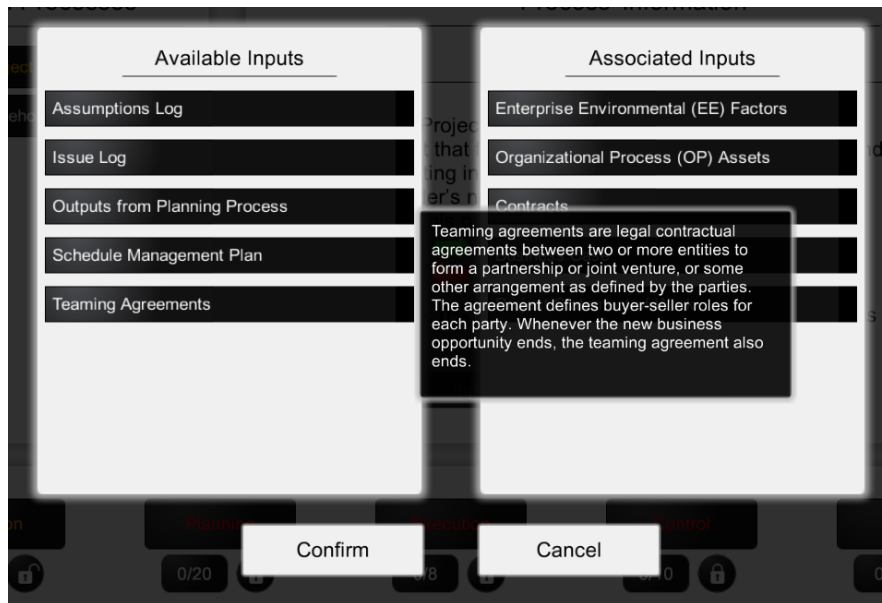 Available Inputs
Assumptions Log
Issue Log
Outputs from Planning Process
Schedule Management Plan
Teaming Agreements
Associated Inputs
Enterprise Environmental (EE) Factors
Organizational Process (OP) Assets
Contracts
Teaming agreements are legal contractual
agreements between two or more entities to
form a partnership or joint venture, or some
other arrangement as defined by the parties.
The agreement defines buyer-seller roles for
each party. Whenever the new business
opportunity ends, the teaming agreement also
ends.
Confirm
Cancel
Planning
Execution
Control
0/20